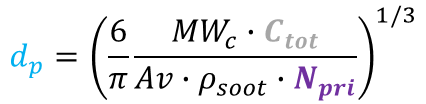 d_p = (6/π · (MW_c · C_tot)/(Av · ρ_soot · N_pri))^{1/3}